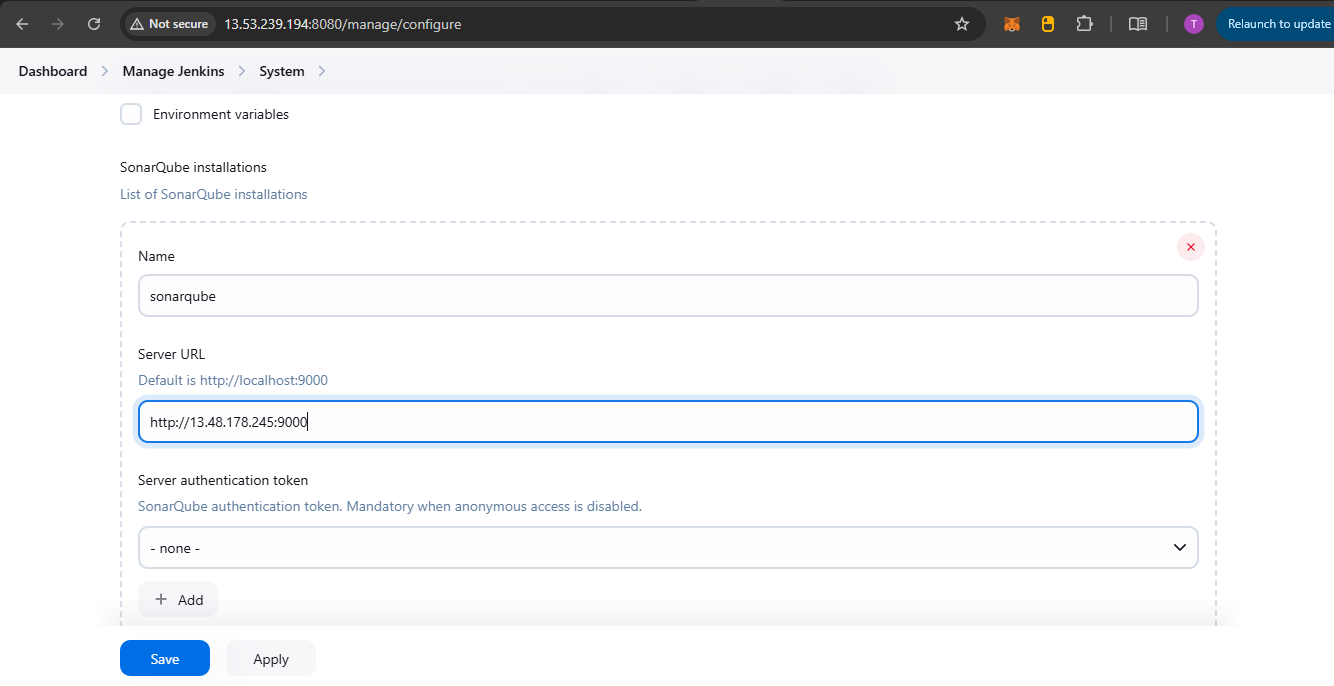 Not secure 13.53.239.194:8080/manage/configure T Relaunch to update
Dashboard Manage Jenkins System
Environment variables
SonarQube installations
List of SonarQube installations
Name
sonarqube
Server URL
Default is http://localhost:9000
http://13.48.178.245:9000
Server authentication token
SonarQube authentication token. Mandatory when anonymous access is disabled.
- none -
Add
Save Apply